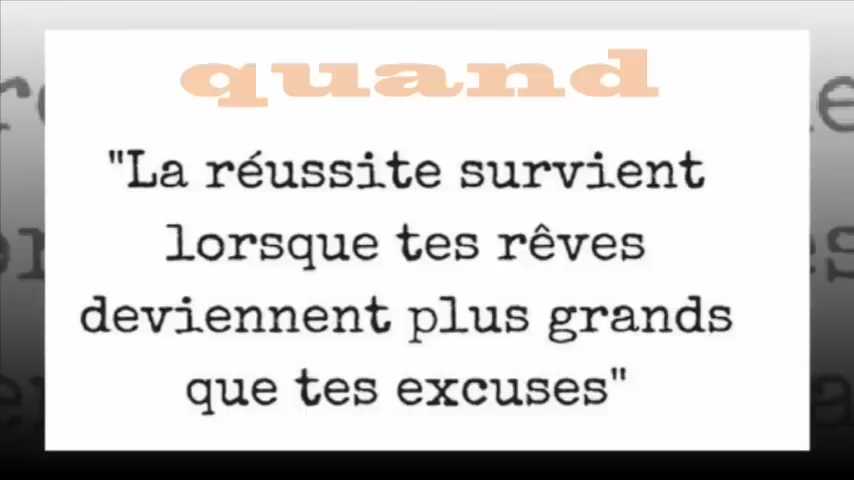 quand
"La réussite survient
lorsque tes rêves
deviennent plus grands
que tes excuses"